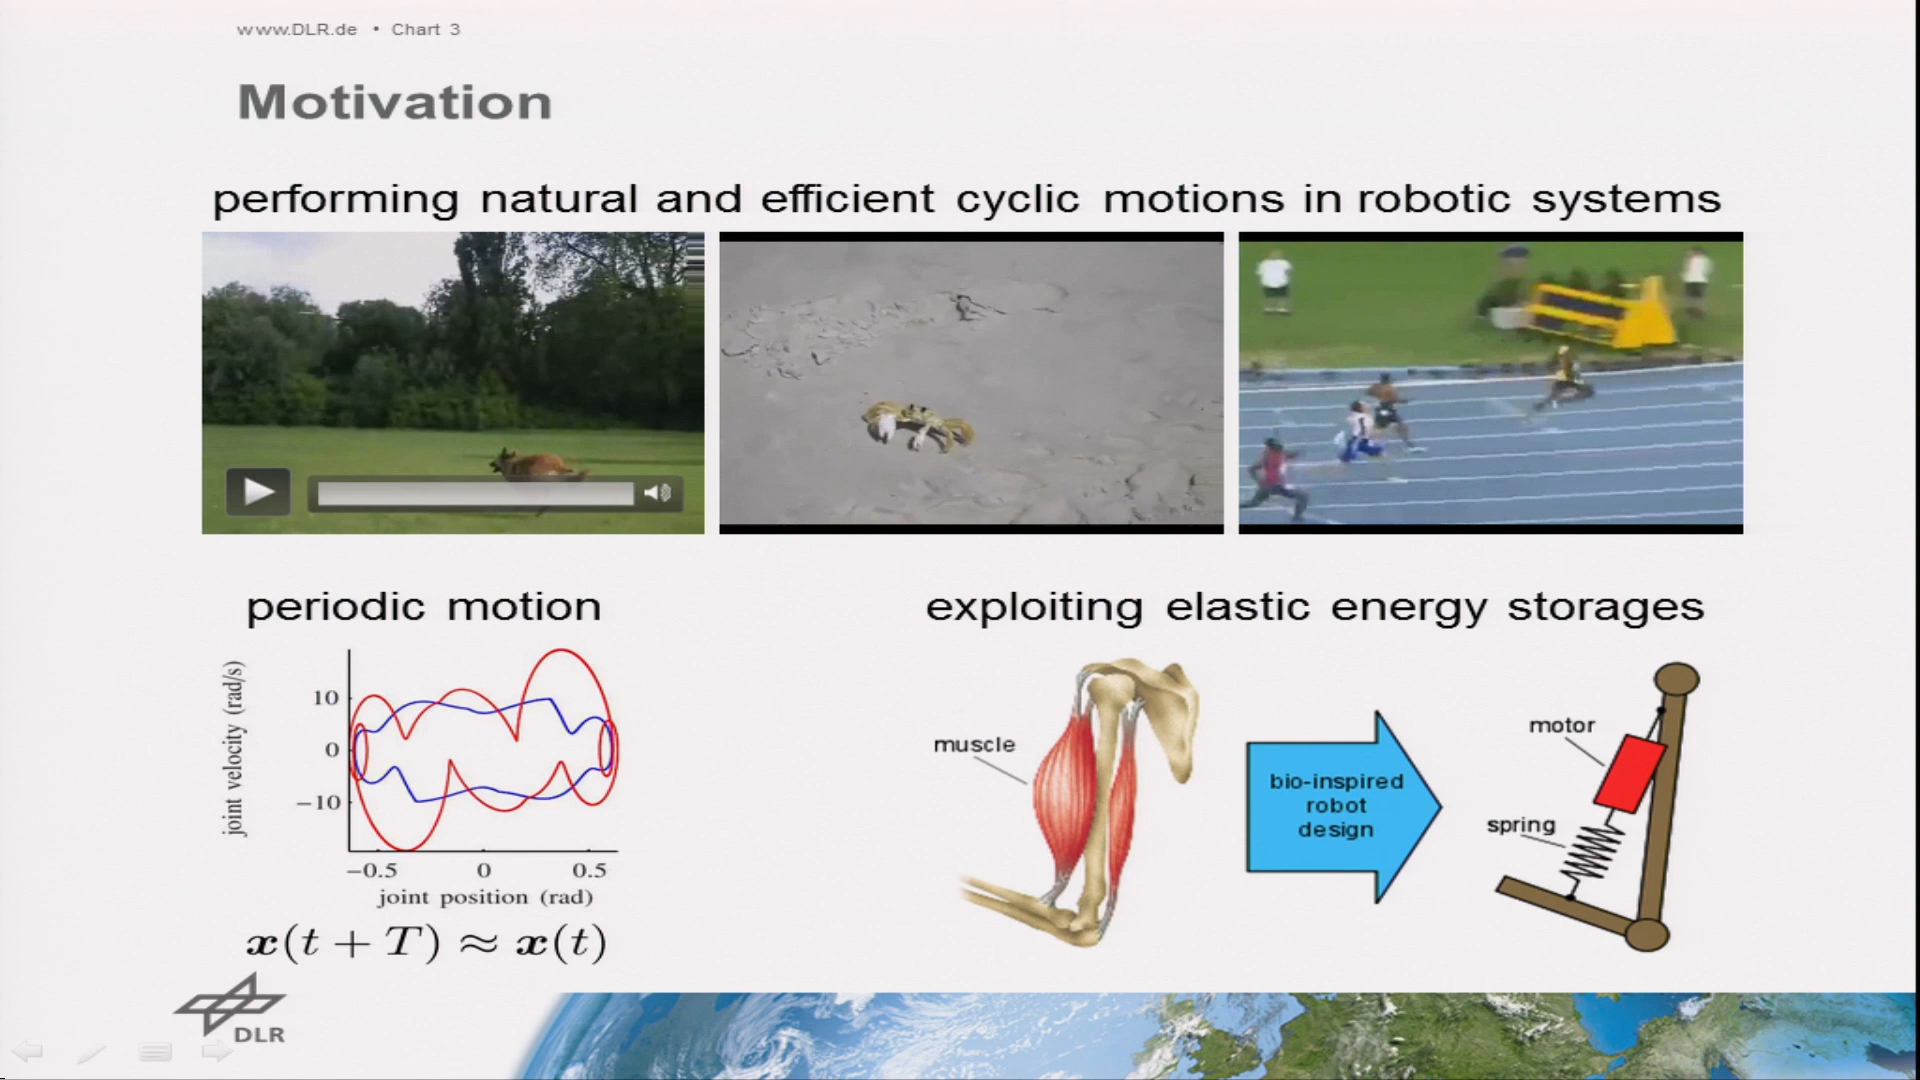 www.DLR.de • Chart 3
Motivation
performing natural and efficient cyclic motions in robotic systems
periodic motion
joint velocity (rad/s)
10
0
−10
−0.5 0 0.5
joint position (rad)
x(t + T) ≈ x(t)
exploiting elastic energy storages
muscle
bio-inspired
robot
design
motor
spring
DLR